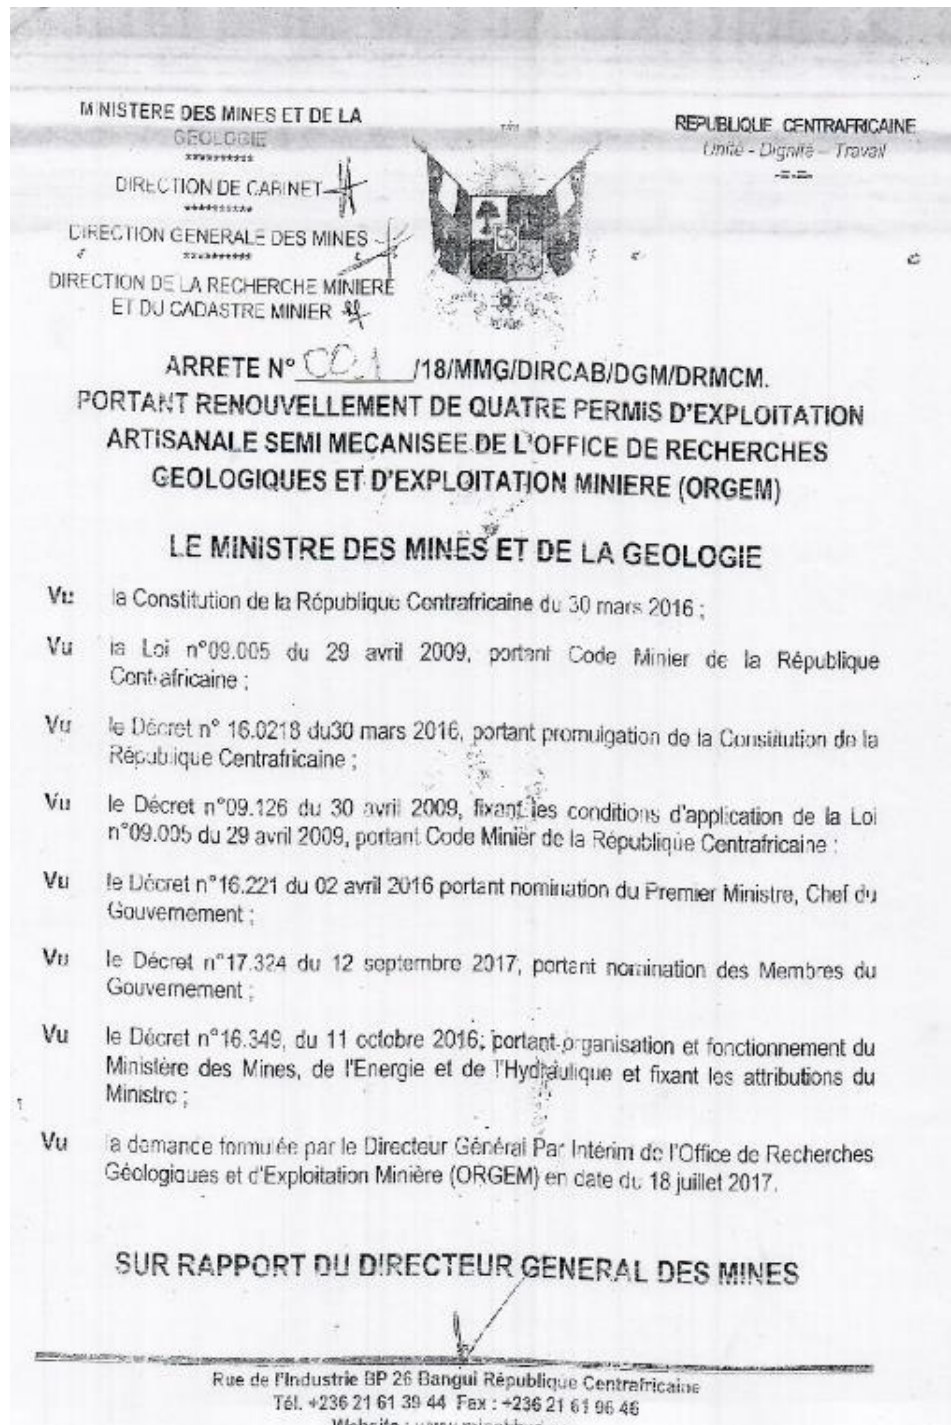 MINISTERE DES MINES ET DE LA
GEOLOGIE
**********
DIRECTION DE CABINET
**********
DIRECTION GENERALE DES MINES
**********
DIRECTION DE LA RECHERCHE MINIERE
ET DU CADASTRE MINIER
REPUBLIQUE CENTRAFRICAINE
Unité - Dignité - Travail
-=-=-
ARRETE N° 001 /18/MMG/DIRCAB/DGM/DRMCM.
PORTANT RENOUVELLEMENT DE QUATRE PERMIS D'EXPLOITATION
ARTISANALE SEMI MECANISEE DE L'OFFICE DE RECHERCHES
GEOLOGIQUES ET D'EXPLOITATION MINIERE (ORGEM)
LE MINISTRE DES MINES ET DE LA GEOLOGIE
Vu la Constitution de la République Centrafricaine du 30 mars 2016 ;
Vu la Loi n°09.005 du 29 avril 2009, portant Code Minier de la République
Centrafricaine ;
Vu le Décret n° 16.0218 du30 mars 2016, portant promulgation de la Constitution de la
République Centrafricaine ;
Vu le Décret n°09.126 du 30 avril 2009, fixant les conditions d'application de la Loi
n°09.005 du 29 avril 2009, portant Code Minier de la République Centrafricaine ;
Vu le Décret n°16.221 du 02 avril 2016 portant nomination du Premier Ministre, Chef du
Gouvernement ;
Vu le Décret n°17.324 du 12 septembre 2017, portant nomination des Membres du
Gouvernement ;
Vu le Décret n°16.349, du 11 octobre 2016; portant organisation et fonctionnement du
Ministère des Mines, de l'Energie et de l'Hydraulique et fixant les attributions du
Ministre ;
Vu la demance formulée par le Directeur Général Par Intérim de l'Office de Recherches
Géologiques et d'Exploitation Minière (ORGEM) en date du 18 juillet 2017.
SUR RAPPORT DU DIRECTEUR GENERAL DES MINES
Rue de l'Industrie BP 26 Bangui République Centrafricaine
Tél. +236 21 61 39 44 Fax : +236 21 61 96 46
Website :